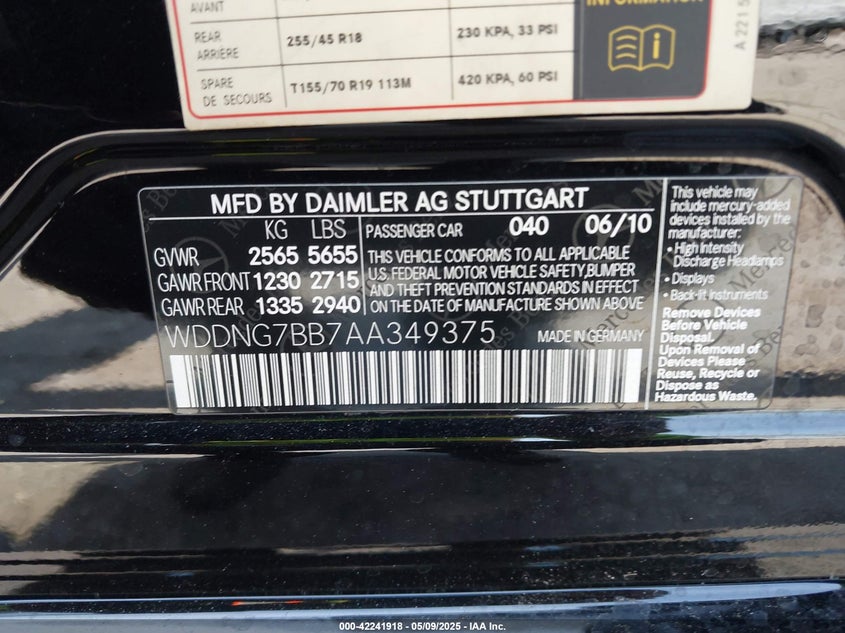 AVANT
INFORMATION
REAR
ARRIÈRE
255/45 R18
230 KPA, 33 PSI
SPARE
DE SECOURS
T155/70 R19 113M
420 KPA, 60 PSI
A 2215
MFD BY DAIMLER AG STUTTGART
KG LBS
GVWR 2565 5655
GAWR FRONT 1230 2715
GAWR REAR 1335 2940
PASSENGER CAR 040 06/10
THIS VEHICLE CONFORMS TO ALL APPLICABLE
U.S. FEDERAL MOTOR VEHICLE SAFETY,BUMPER
AND THEFT PREVENTION STANDARDS IN EFFECT
ON THE DATE OF MANUFACTURE SHOWN ABOVE
WDDNG7BB7AA349375
MADE IN GERMANY
This vehicle may
include mercury-added
devices installed by the
manufacturer:
• High Intensity
Discharge Headlamps
• Displays
• Back-lit Instruments
Remove Devices
Before Vehicle
Disposal.
Upon Removal of
Devices Please
Reuse, Recycle or
Dispose as
Hazardous Waste.
000-42241918 - 05/09/2025 - IAA Inc.